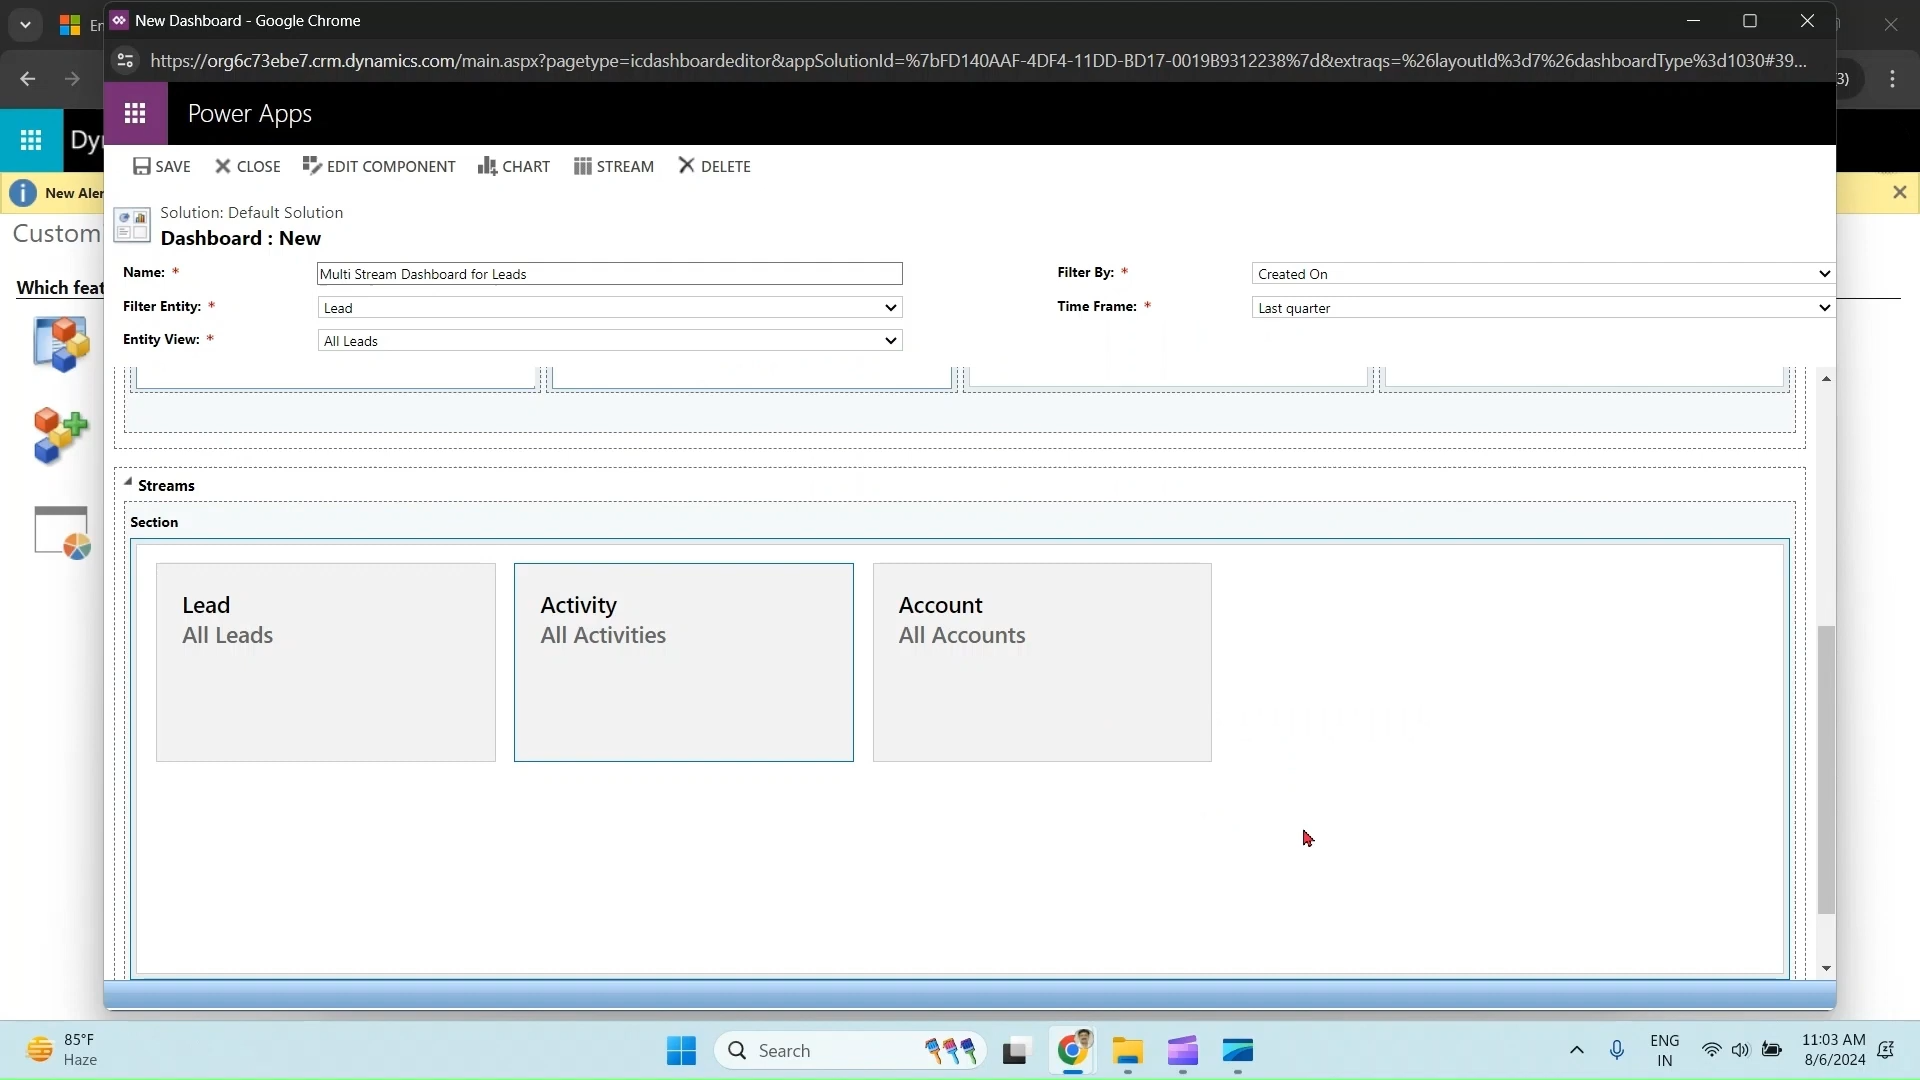 New Dashboard - Google Chrome
https://org6c73ebe7.crm.dynamics.com/main.aspx?pagetype=icdashboardeditor&appSolutionId=%7bFD140AAF-4DF4-11DD-BD17-0019B9312238%7d&extraqs=%26layoutId%3d7%26dashboardType%3d1030#39...
Power Apps
SAVE CLOSE EDIT COMPONENT CHART STREAM DELETE
New Aler
Solution: Default Solution
Dashboard : New
Custom
Name: * Multi Stream Dashboard for Leads Filter By: * Created On
Which feat
Filter Entity: * Lead Time Frame: * Last quarter
Entity View: * All Leads
Streams
Section
Lead
All Leads
Activity
All Activities
Account
All Accounts
85°F
Haze
Search
ENG
IN
11:03 AM
8/6/2024